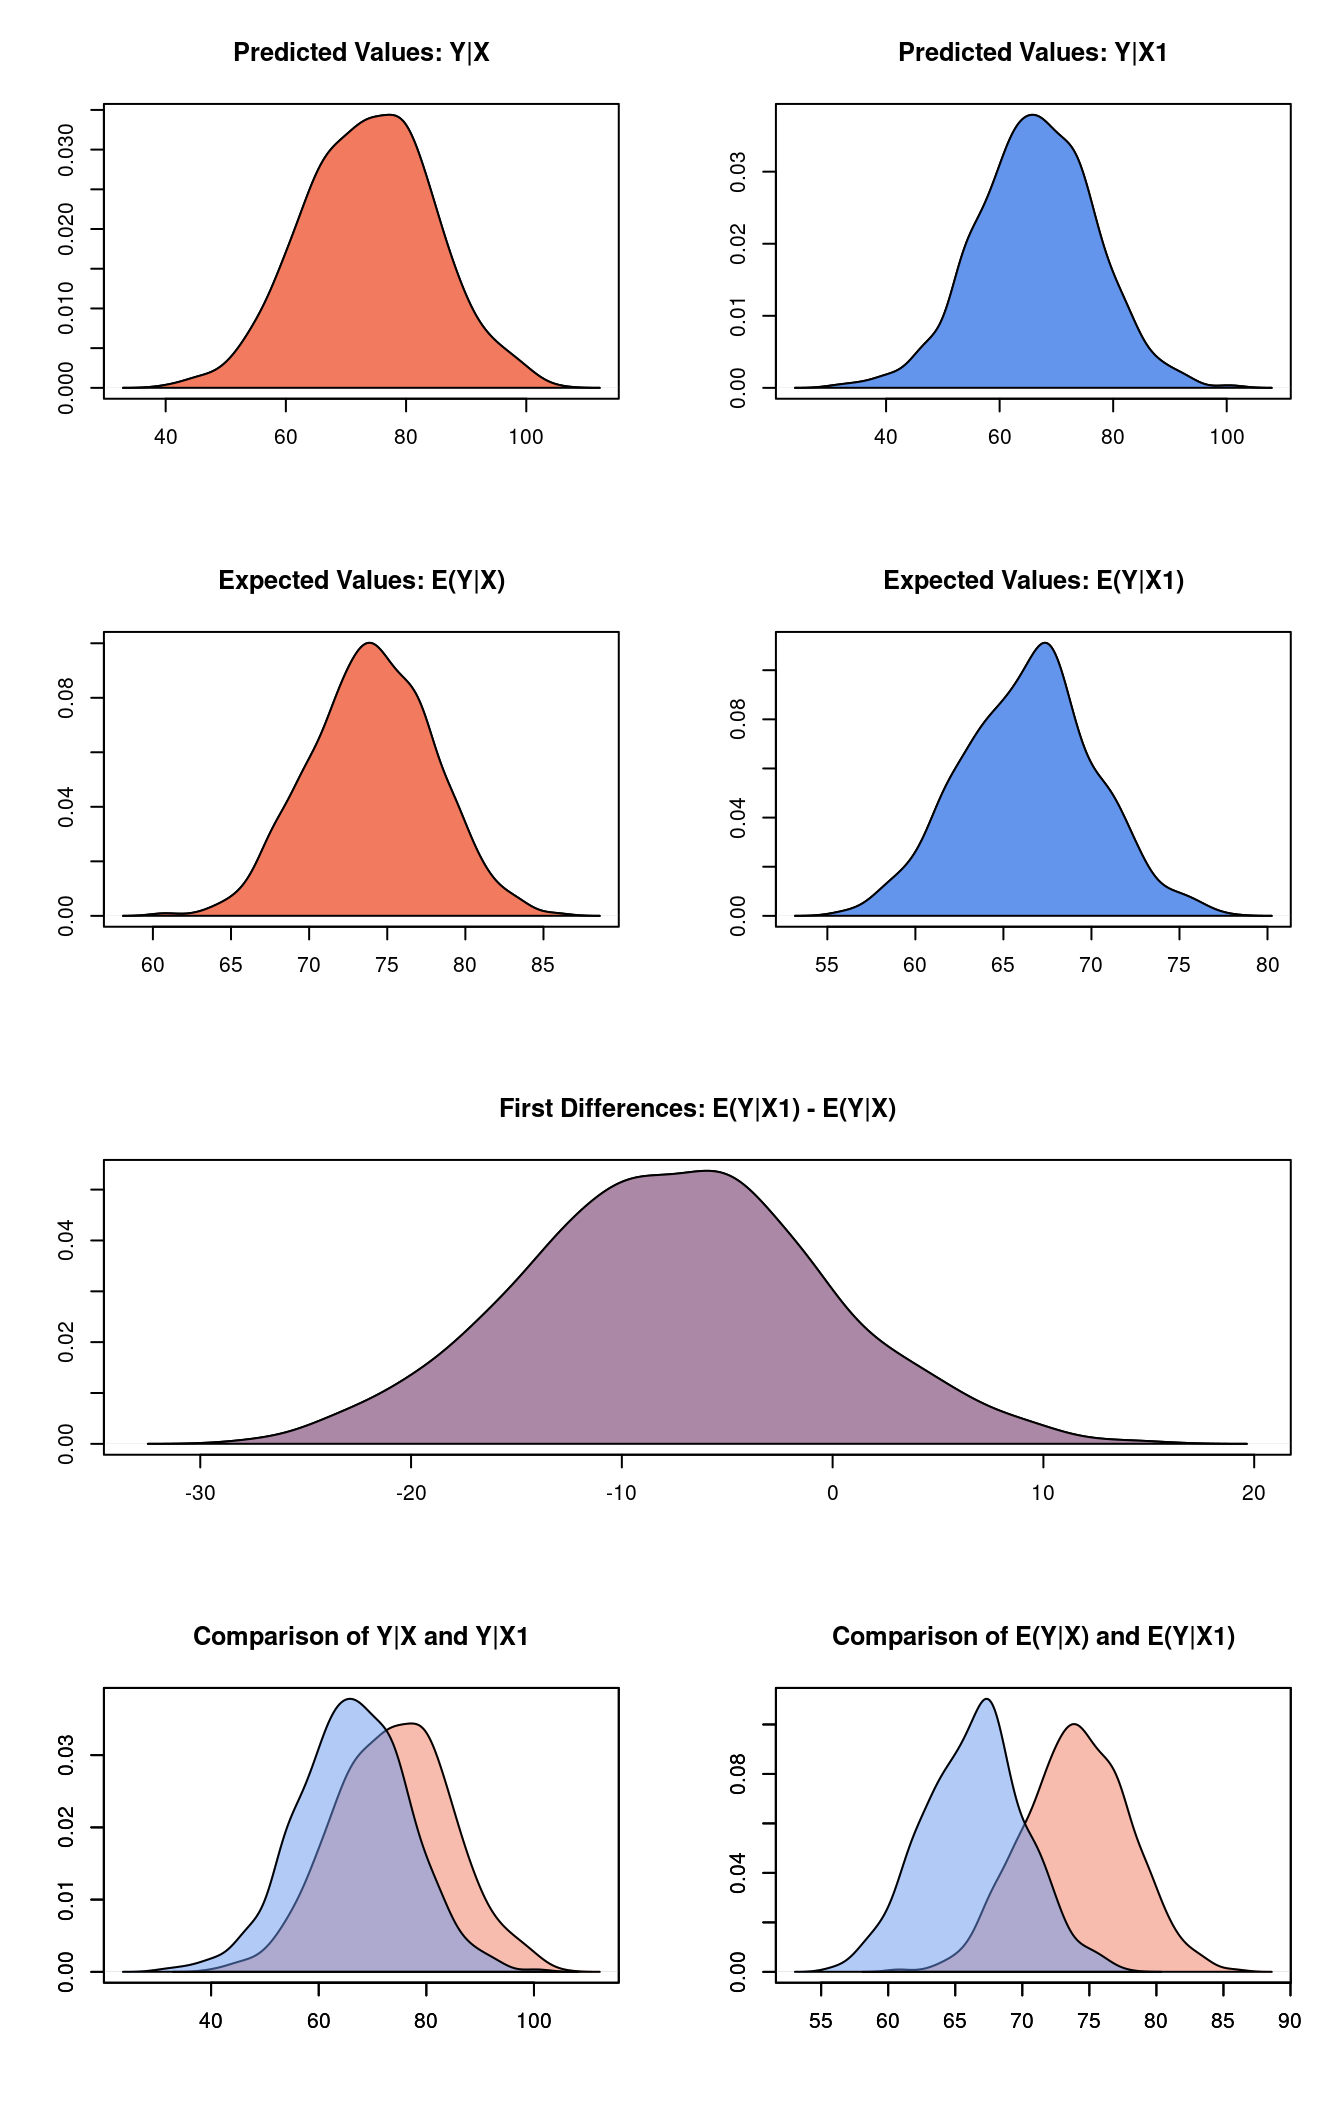 Predicted Values: Y|X
0.000 0.010 0.020 0.030
40 60 80 100
Predicted Values: Y|X1
0.00 0.01 0.02 0.03
40 60 80 100
Expected Values: E(Y|X)
0.00 0.04 0.08
60 65 70 75 80 85
Expected Values: E(Y|X1)
0.00 0.04 0.08
55 60 65 70 75 80
First Differences: E(Y|X1) - E(Y|X)
0.00 0.02 0.04
-30 -20 -10 0 10 20
Comparison of Y|X and Y|X1
0.00 0.01 0.02 0.03
40 60 80 100
Comparison of E(Y|X) and E(Y|X1)
0.00 0.04 0.08
55 60 65 70 75 80 85 90